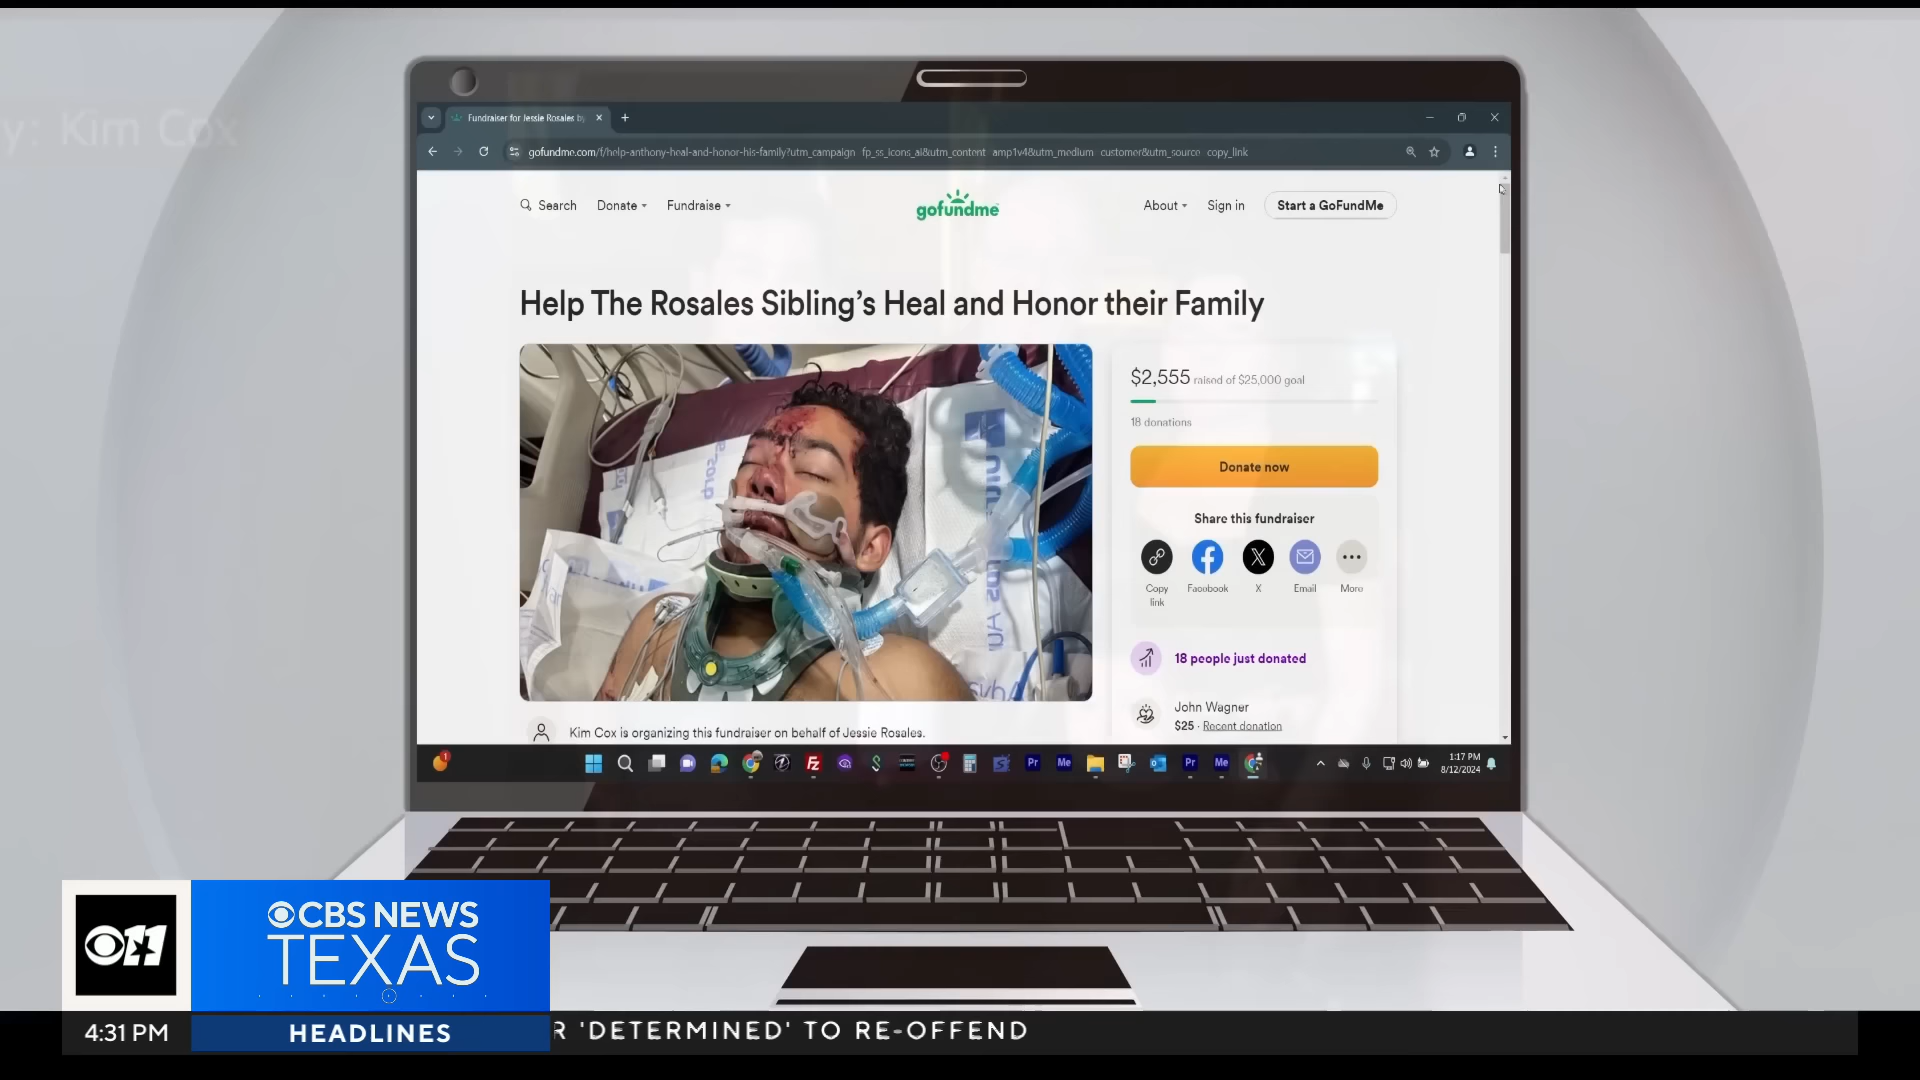 y: Kim Cox
Fundraiser for Jessie Rosales by
gofundme.com/f/help-anthony-heal-and-honor-his-family?utm_campaign fp_ss_icons_ai&utm_content amp1v4&utm_medium customer&utm_source copy_link
Search Donate Fundraise gofundme About Sign in Start a GoFundMe
Help The Rosales Sibling's Heal and Honor their Family
$2,555 raised of $25,000 goal
18 donations
Donate now
Share this fundraiser
Copy link
Facebook
X
Email
More
18 people just donated
John Wagner
$25 · Recent donation
Kim Cox is organizing this fundraiser on behalf of Jessie Rosales.
1:17 PM
8/12/2024
11
CBS NEWS
TEXAS
4:31 PM
HEADLINES
R 'DETERMINED' TO RE-OFFEND